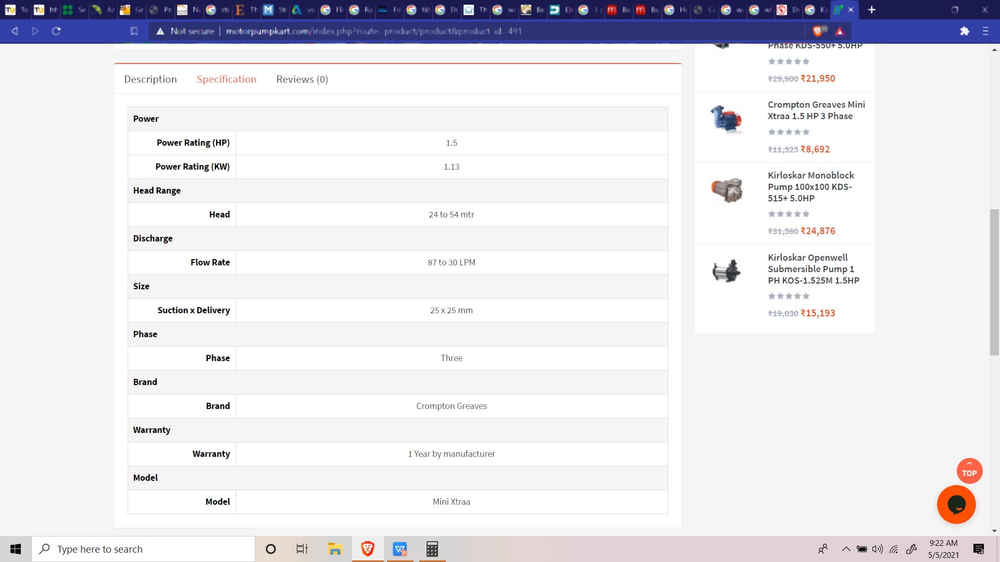 Not secure | motorpumpkart.com/index.php?route=product/product&product_id=491
Description
Specification
Reviews (0)
Power
Power Rating (HP) 1.5
Power Rating (KW) 1.13
Head Range
Head 24 to 54 mtr
Discharge
Flow Rate 87 to 30 LPM
Size
Suction x Delivery 25 x 25 mm
Phase
Phase Three
Brand
Brand Crompton Greaves
Warranty
Warranty 1 Year by manufacturer
Model
Model Mini Xtraa
Phase KDS-550+ 5.0HP
₹29,900 ₹21,950
Crompton Greaves Mini
Xtraa 1.5 HP 3 Phase
₹11,525 ₹8,692
Kirloskar Monoblock
Pump 100x100 KDS-
515+ 5.0HP
₹31,560 ₹24,876
Kirloskar Openwell
Submersible Pump 1
PH KOS-1.525M 1.5HP
₹19,030 ₹15,193
TOP
Type here to search
9:22 AM
5/5/2021